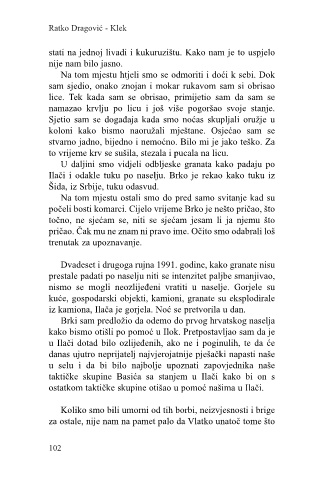 Ratko Dragović - Klek
stati na jednoj livadi i kukuruzištu. Kako nam je to uspjelo
nije nam bilo jasno.
Na tom mjestu htjeli smo se odmoriti i doći k sebi. Dok
sam sjedio, onako znojan i mokar rukavom sam si obrisao
lice. Tek kada sam se obrisao, primijetio sam da sam se
namazao krvlju po licu i još više pogoršao svoje stanje.
Sjetio sam se događaja kada smo noćas skupljali oružje u
koloni kako bismo naoružali mještane. Osjećao sam se
stvarno jadno, bijedno i nemoćno. Bilo mi je jako teško. Za
to vrijeme krv se sušila, stezala i pucala na licu.
U daljini smo vidjeli odbljeske granata kako padaju po
Ilači i odakle tuku po naselju. Brko je rekao kako tuku iz
Šida, iz Srbije, tuku odasvud.
Na tom mjestu ostali smo do pred samo svitanje kad su
počeli bosti komarci. Cijelo vrijeme Brko je nešto pričao, što
točno, ne sjećam se, niti se sjećam jesam li ja njemu što
pričao. Čak mu ne znam ni pravo ime. Očito smo odabrali loš
trenutak za upoznavanje.
Dvadeset i drugoga rujna 1991. godine, kako granate nisu
prestale padati po naselju niti se intenzitet paljbe smanjivao,
nismo se mogli neozlijeđeni vratiti u naselje. Gorjele su
kuće, gospodarski objekti, kamioni, granate su eksplodirale
iz kamiona, Ilača je gorjela. Noć se pretvorila u dan.
Brki sam predložio da odemo do prvog hrvatskog naselja
kako bismo otišli po pomoć u Ilok. Pretpostavljao sam da je
u Ilači dotad bilo ozlijeđenih, ako ne i poginulih, te da će
danas ujutro neprijatelj najvjerojatnije pješački napasti naše
u selu i da bi bilo najbolje upoznati zapovjednika naše
taktičke skupine Basića sa stanjem u Ilači kako bi on s
ostatkom taktičke skupine otišao u pomoć našima u Ilači.
Koliko smo bili umorni od tih borbi, neizvjesnosti i brige
za ostale, nije nam na pamet palo da Vlatko unatoč tome što
102